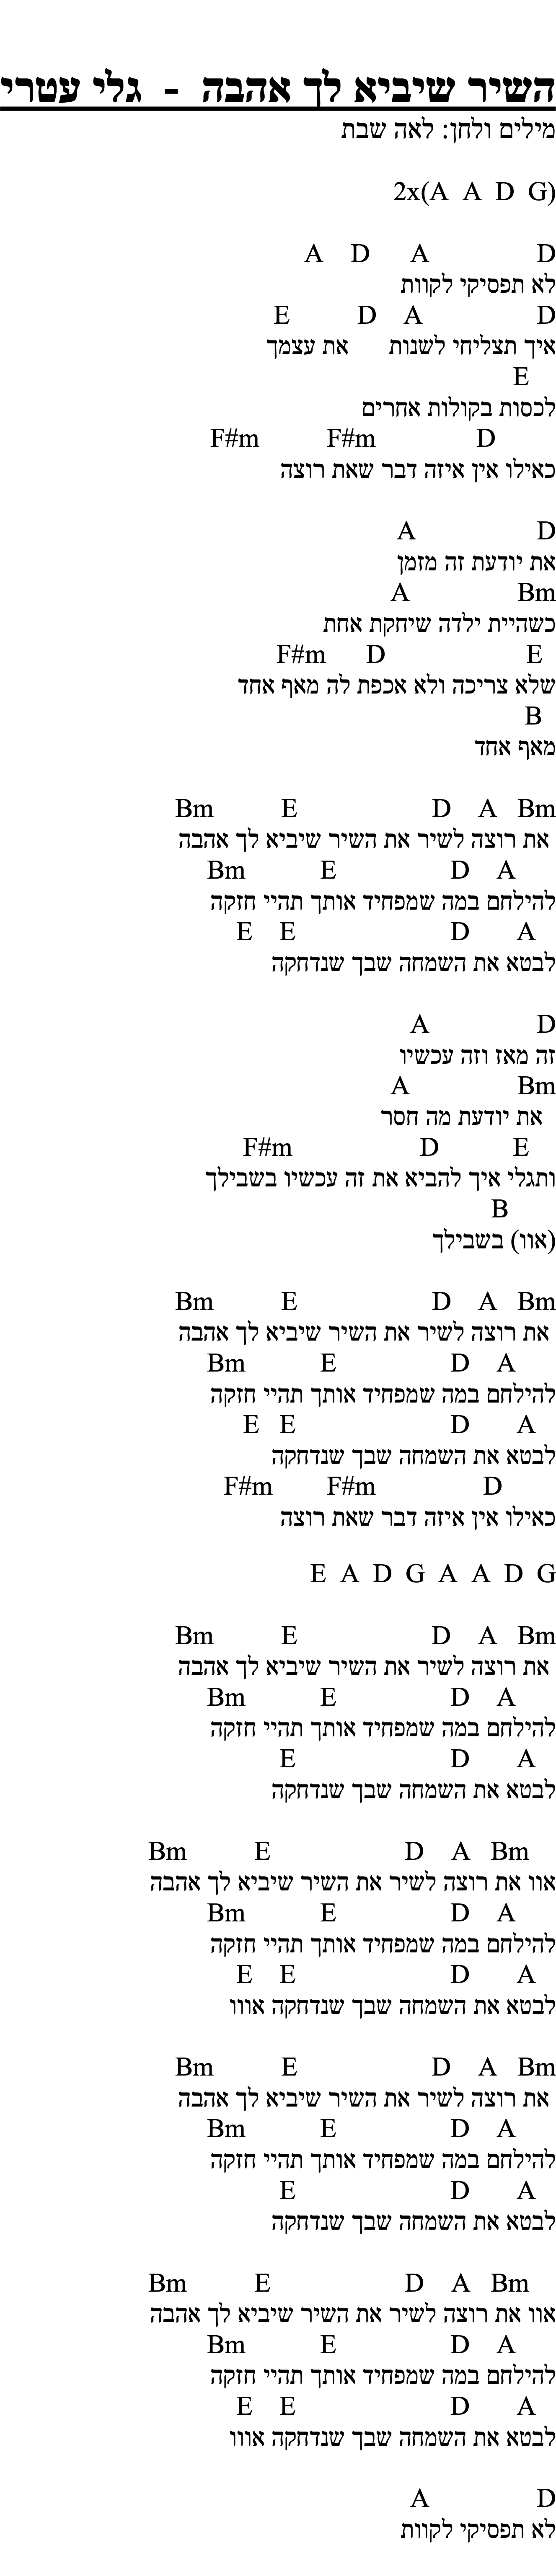 השיר שיביא לך אהבה - גלי עטרי
מילים ולחן: לאה שבת
2x(A A D G)
A D A D
לא תפסיקי לקוות
E D A D
איך תצליחי לשנות את עצמך
E
לכסות בקולות אחרים
F#m F#m D
כאילו אין איזה דבר שאת רוצה
A D
את יודעת זה מזמן
A Bm
כשהיית ילדה שיחקת אחת
F#m D E
שלא צריכה ולא אכפת לה מאף אחד
B
מאף אחד
Bm E D A Bm
את רוצה לשיר את השיר שיביא לך אהבה
Bm E D A
להילחם במה שמפחיד אותך תהיי חזקה
E E D A
לבטא את השמחה שבך שנדחקה
A D
זה מאז וזה עכשיו
A Bm
את יודעת מה חסר
F#m D E
ותגלי איך להביא את זה עכשיו בשבילך
B
(אוו) בשבילך
Bm E D A Bm
את רוצה לשיר את השיר שיביא לך אהבה
Bm E D A
להילחם במה שמפחיד אותך תהיי חזקה
E E D A
לבטא את השמחה שבך שנדחקה
F#m F#m D
כאילו אין איזה דבר שאת רוצה
E A D G A A D G
Bm E D A Bm
את רוצה לשיר את השיר שיביא לך אהבה
Bm E D A
להילחם במה שמפחיד אותך תהיי חזקה
E D A
לבטא את השמחה שבך שנדחקה
Bm E D A Bm
אוו את רוצה לשיר את השיר שיביא לך אהבה
Bm E D A
להילחם במה שמפחיד אותך תהיי חזקה
E E D A
לבטא את השמחה שבך שנדחקה אווו
Bm E D A Bm
את רוצה לשיר את השיר שיביא לך אהבה
Bm E D A
להילחם במה שמפחיד אותך תהיי חזקה
E D A
לבטא את השמחה שבך שנדחקה
Bm E D A Bm
אוו את רוצה לשיר את השיר שיביא לך אהבה
Bm E D A
להילחם במה שמפחיד אותך תהיי חזקה
E E D A
לבטא את השמחה שבך שנדחקה אווו
A D
לא תפסיקי לקוות